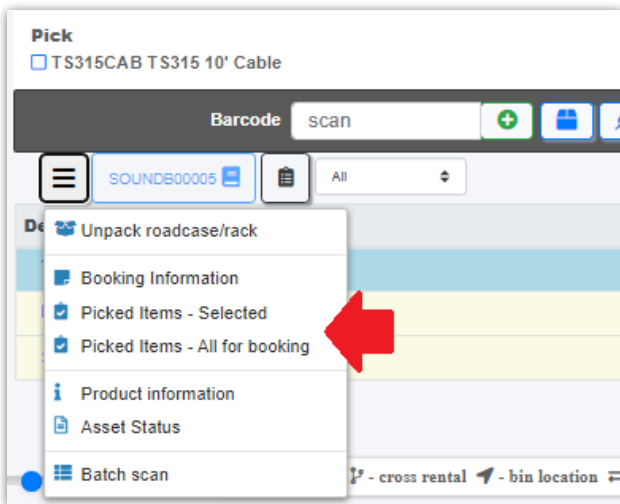 Pick
TS315CAB TS315 10' Cable
Barcode scan
SOUNDB00005 All
De
Unpack roadcase/rack
Booking Information
Picked Items - Selected
Picked Items - All for booking
Product information
Asset Status
Batch scan
- cross rental - bin location